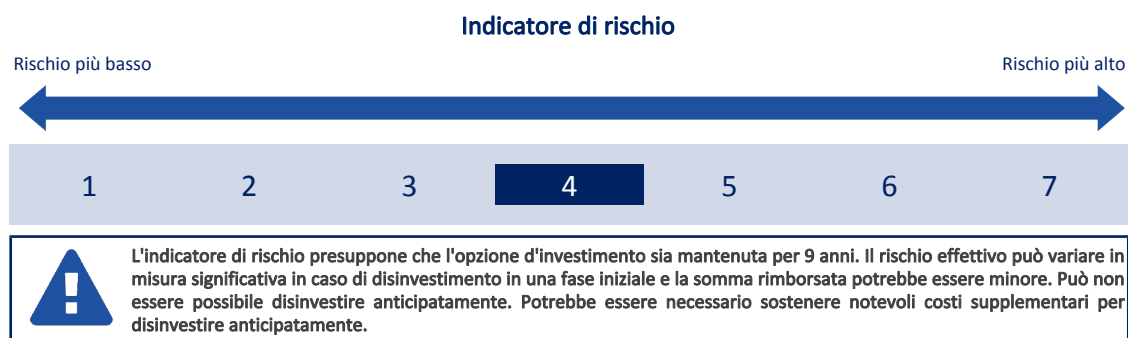 Indicatore di rischio
Rischio più basso
Rischio più alto
1 2 3 4 5 6 7
L'indicatore di rischio presuppone che l'opzione d'investimento sia mantenuta per 9 anni. Il rischio effettivo può variare in
misura significativa in caso di disinvestimento in una fase iniziale e la somma rimborsata potrebbe essere minore. Può non
essere possibile disinvestire anticipatamente. Potrebbe essere necessario sostenere notevoli costi supplementari per
disinvestire anticipatamente.